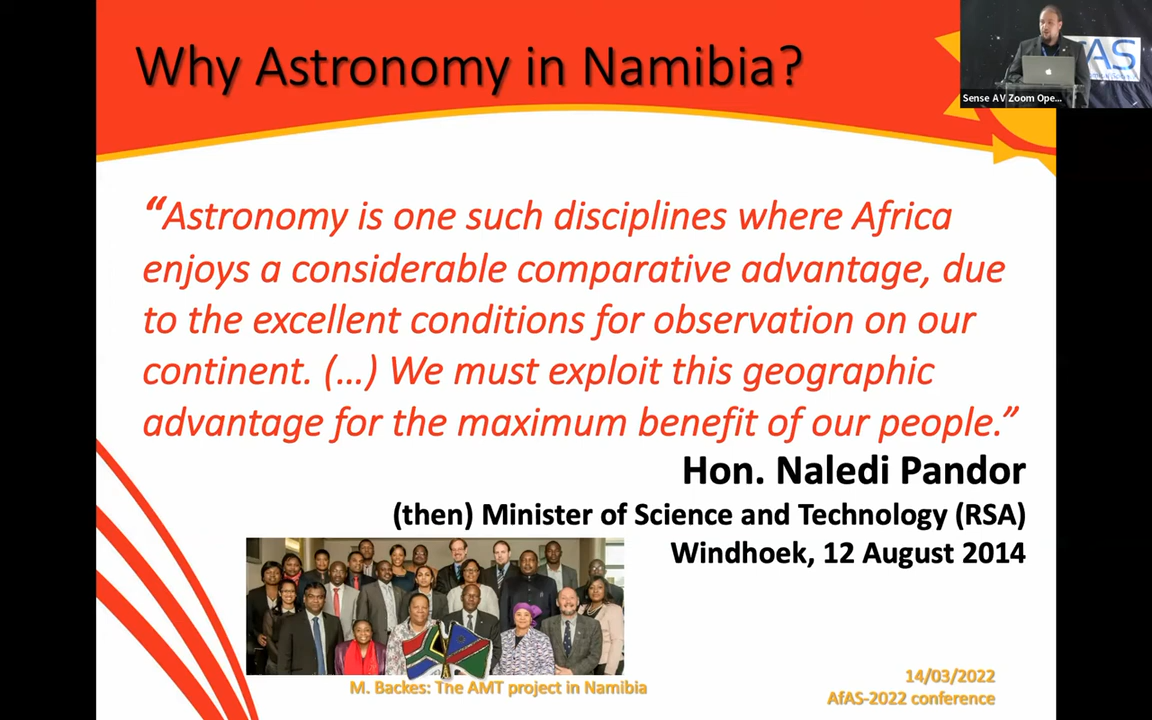 Why Astronomy in Namibia?
AS
Sense AV Zoom Ope...
“Astronomy is one such disciplines where Africa
enjoys a considerable comparative advantage, due
to the excellent conditions for observation on our
continent. (...) We must exploit this geographic
advantage for the maximum benefit of our people.”
Hon. Naledi Pandor
(then) Minister of Science and Technology (RSA)
Windhoek, 12 August 2014
M. Backes: The AMT project in Namibia
14/03/2022
AfAS-2022 conference